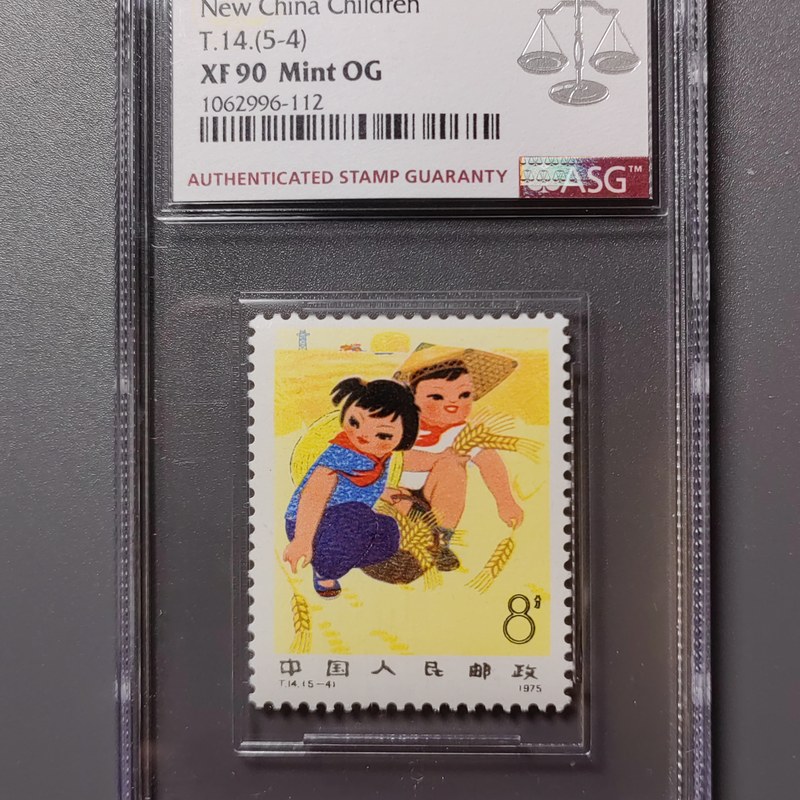 New China Children
T.14.(5-4)
XF 90 Mint OG
1062996-112
AUTHENTICATED STAMP GUARANTY
ASG™
8分
中国人民邮政
T.14.(5-4)
1975